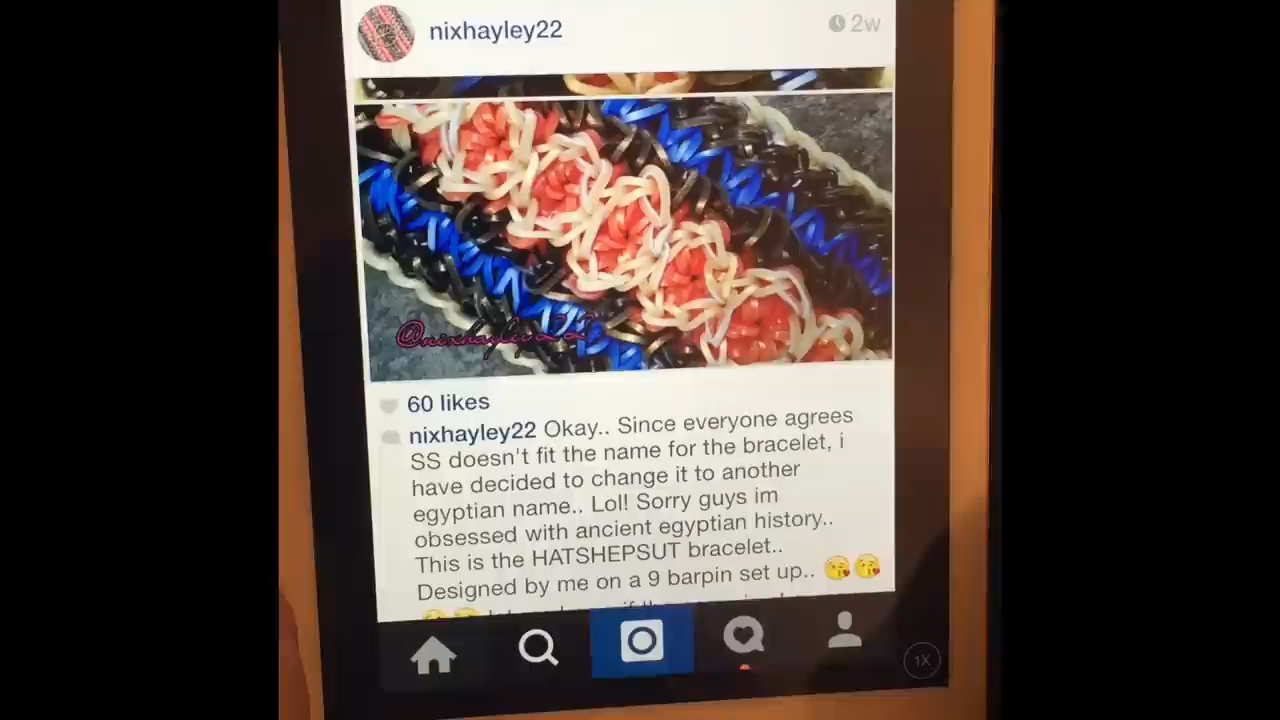 nixhayley22
2w
@nixhayley22
60 likes
nixhayley22 Okay.. Since everyone agrees
SS doesn't fit the name for the bracelet, i
have decided to change it to another
egyptian name.. Lol! Sorry guys im
obsessed with ancient egyptian history..
This is the HATSHEPSUT bracelet..
Designed by me on a 9 barpin set up.. 😘😘
1X